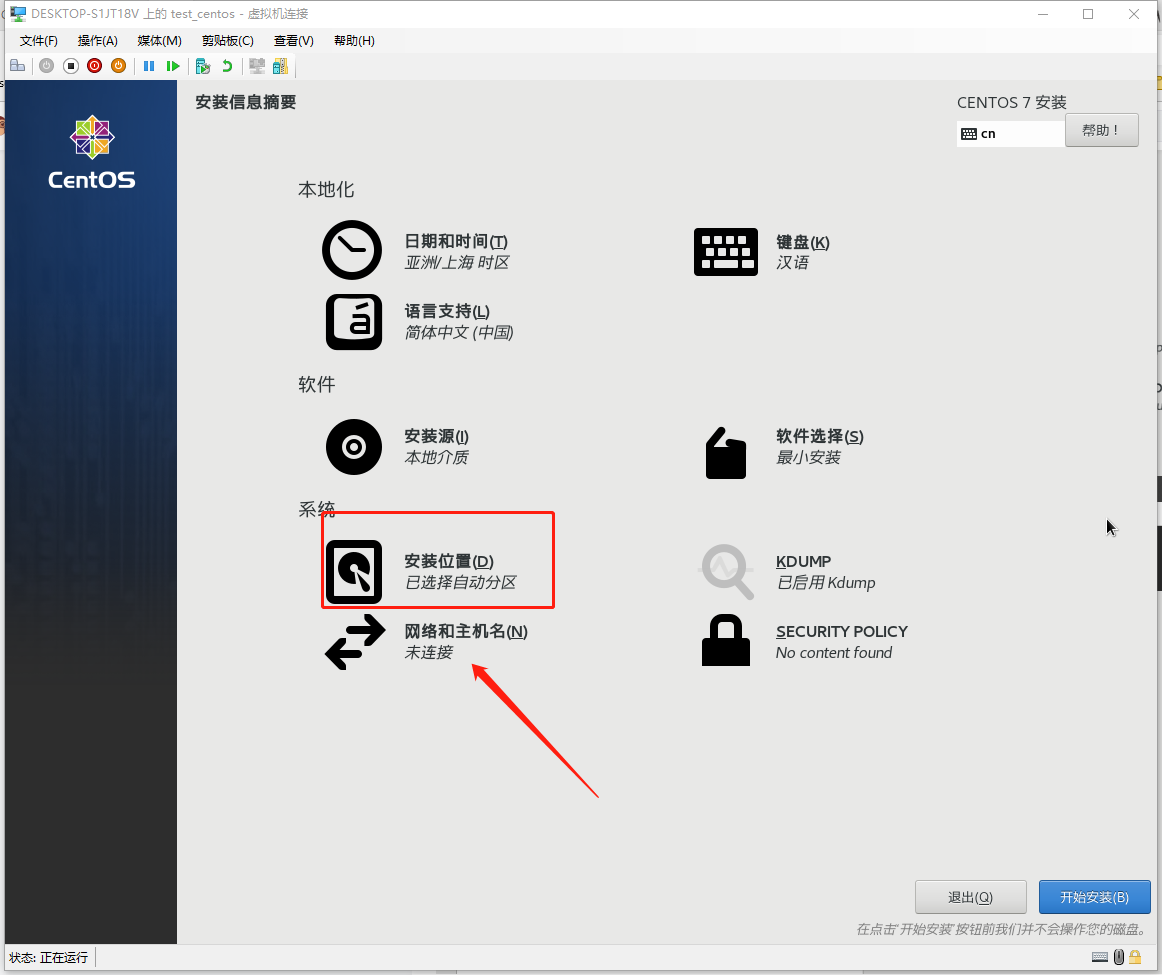 DESKTOP-S1JT18V 上的 test_centos - 虚拟机连接
文件(F) 操作(A) 媒体(M) 剪贴板(C) 查看(V) 帮助(H)
CentOS
安装信息摘要
CENTOS 7 安装
cn
帮助！
本地化
日期和时间(T)
亚洲/上海 时区
键盘(K)
汉语
语言支持(L)
简体中文 (中国)
软件
安装源(I)
本地介质
软件选择(S)
最小安装
系统
安装位置(D)
已选择自动分区
KDUMP
已启用 Kdump
网络和主机名(N)
未连接
SECURITY POLICY
No content found
退出(Q)
开始安装(B)
在点击'开始安装'按钮前我们并不会操作您的磁盘。
状态: 正在运行